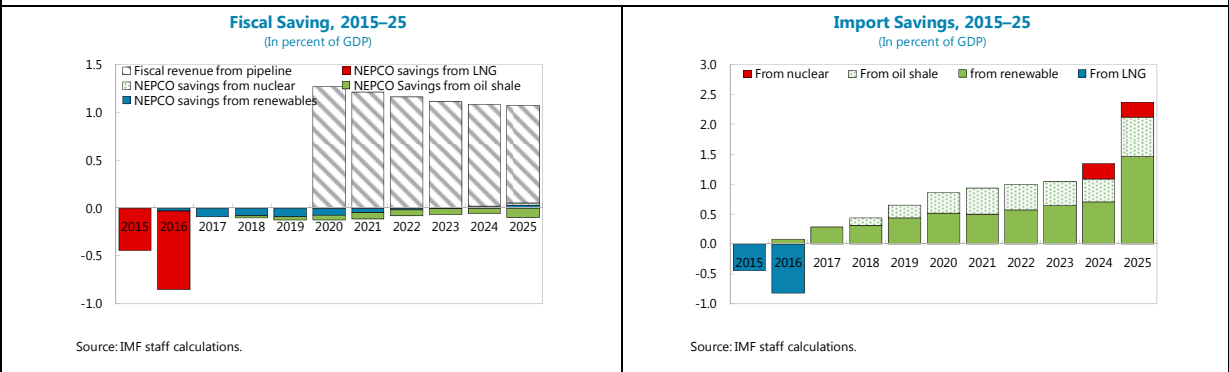 Fiscal Saving, 2015–25
(In percent of GDP)
1.5
1.0
0.5
0.0
-0.5
-1.0
Fiscal revenue from pipeline
NEPCO savings from LNG
NEPCO savings from nuclear
NEPCO Savings from oil shale
NEPCO savings from renewables
2015 2016 2017 2018 2019 2020 2021 2022 2023 2024 2025
Source: IMF staff calculations.
Import Savings, 2015–25
(In percent of GDP)
3.0
2.5
2.0
1.5
1.0
0.5
0.0
-0.5
-1.0
From nuclear
From oil shale
from renewable
From LNG
2015 2016 2017 2018 2019 2020 2021 2022 2023 2024 2025
Source: IMF staff calculations.